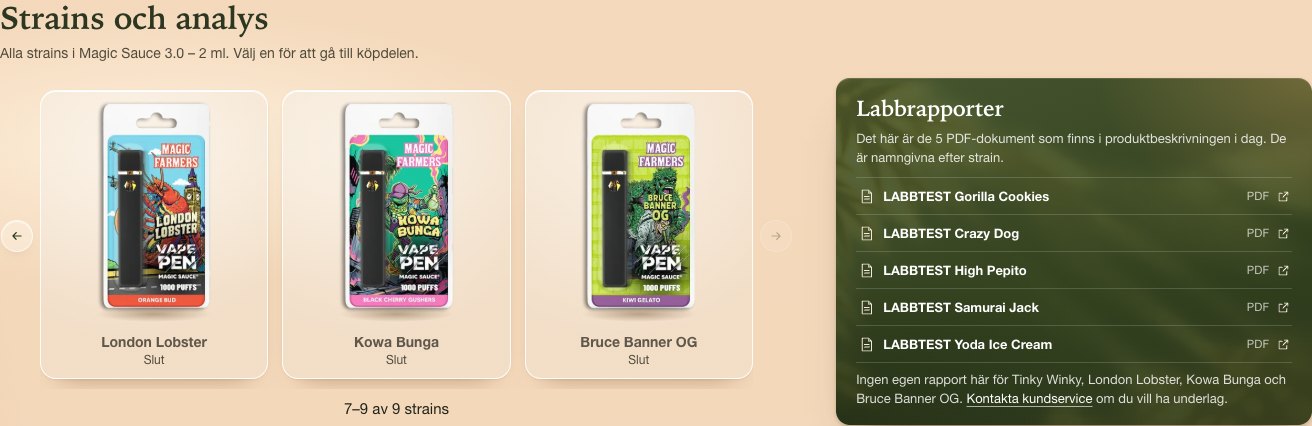 Strains och analys
Alla strains i Magic Sauce 3.0 – 2 ml. Välj en för att gå till köpdelen.
MAGIC
FARMERS
LONDON
LOBSTER
VAPE
PEN
MAGIC SAUCE
1000 PUFFS
ORANGE BUD
London Lobster
Slut
MAGIC
FARMERS
KOWA
BUNGA
VAPE
PEN
MAGIC SAUCE
1000 PUFFS
BLACK CHERRY GUSHERS
Kowa Bunga
Slut
MAGIC
FARMERS
BRUCE
BANNER
OG
VAPE
PEN
MAGIC SAUCE
1000 PUFFS
KIWI GELATO
Bruce Banner OG
Slut
7–9 av 9 strains
Labbrapporter
Det här är de 5 PDF-dokument som finns i produktbeskrivningen i dag. De
är namngivna efter strain.
LABBTEST Gorilla Cookies PDF
LABBTEST Crazy Dog PDF
LABBTEST High Pepito PDF
LABBTEST Samurai Jack PDF
LABBTEST Yoda Ice Cream PDF
Ingen egen rapport här för Tinky Winky, London Lobster, Kowa Bunga och
Bruce Banner OG. Kontakta kundservice om du vill ha underlag.